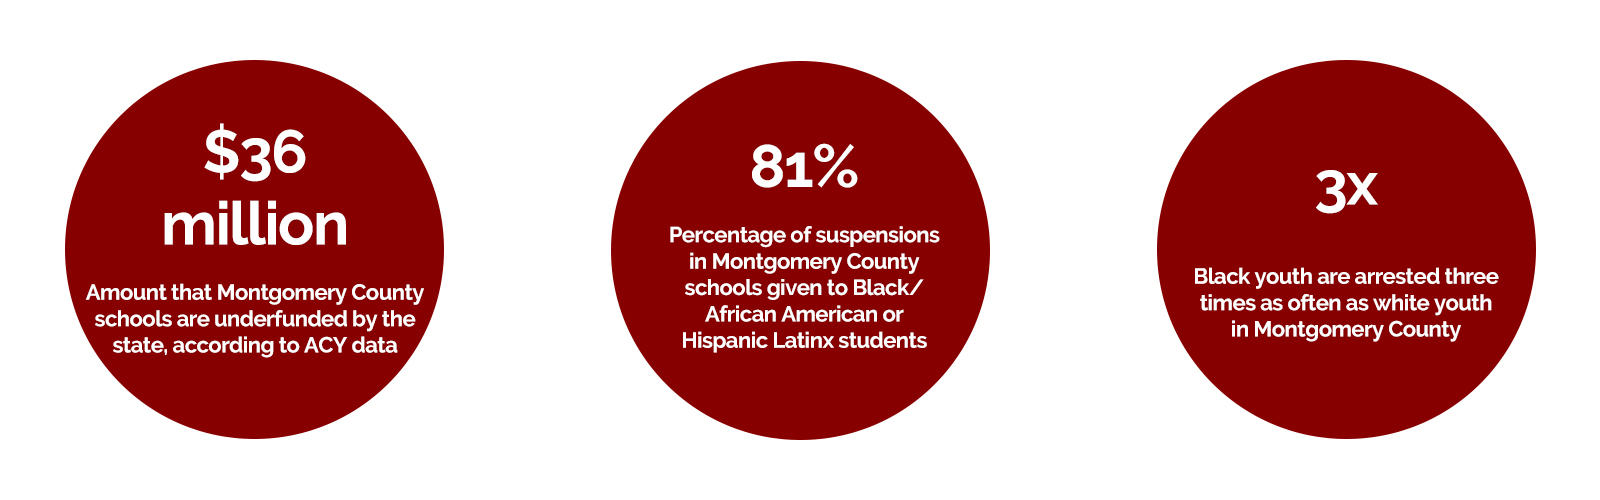 $36
million
Amount that Montgomery County
schools are underfunded by the
state, according to ACY data
81%
Percentage of suspensions
in Montgomery County
schools given to Black/
African American or
Hispanic Latinx students
3x
Black youth are arrested three
times as often as white youth
in Montgomery County